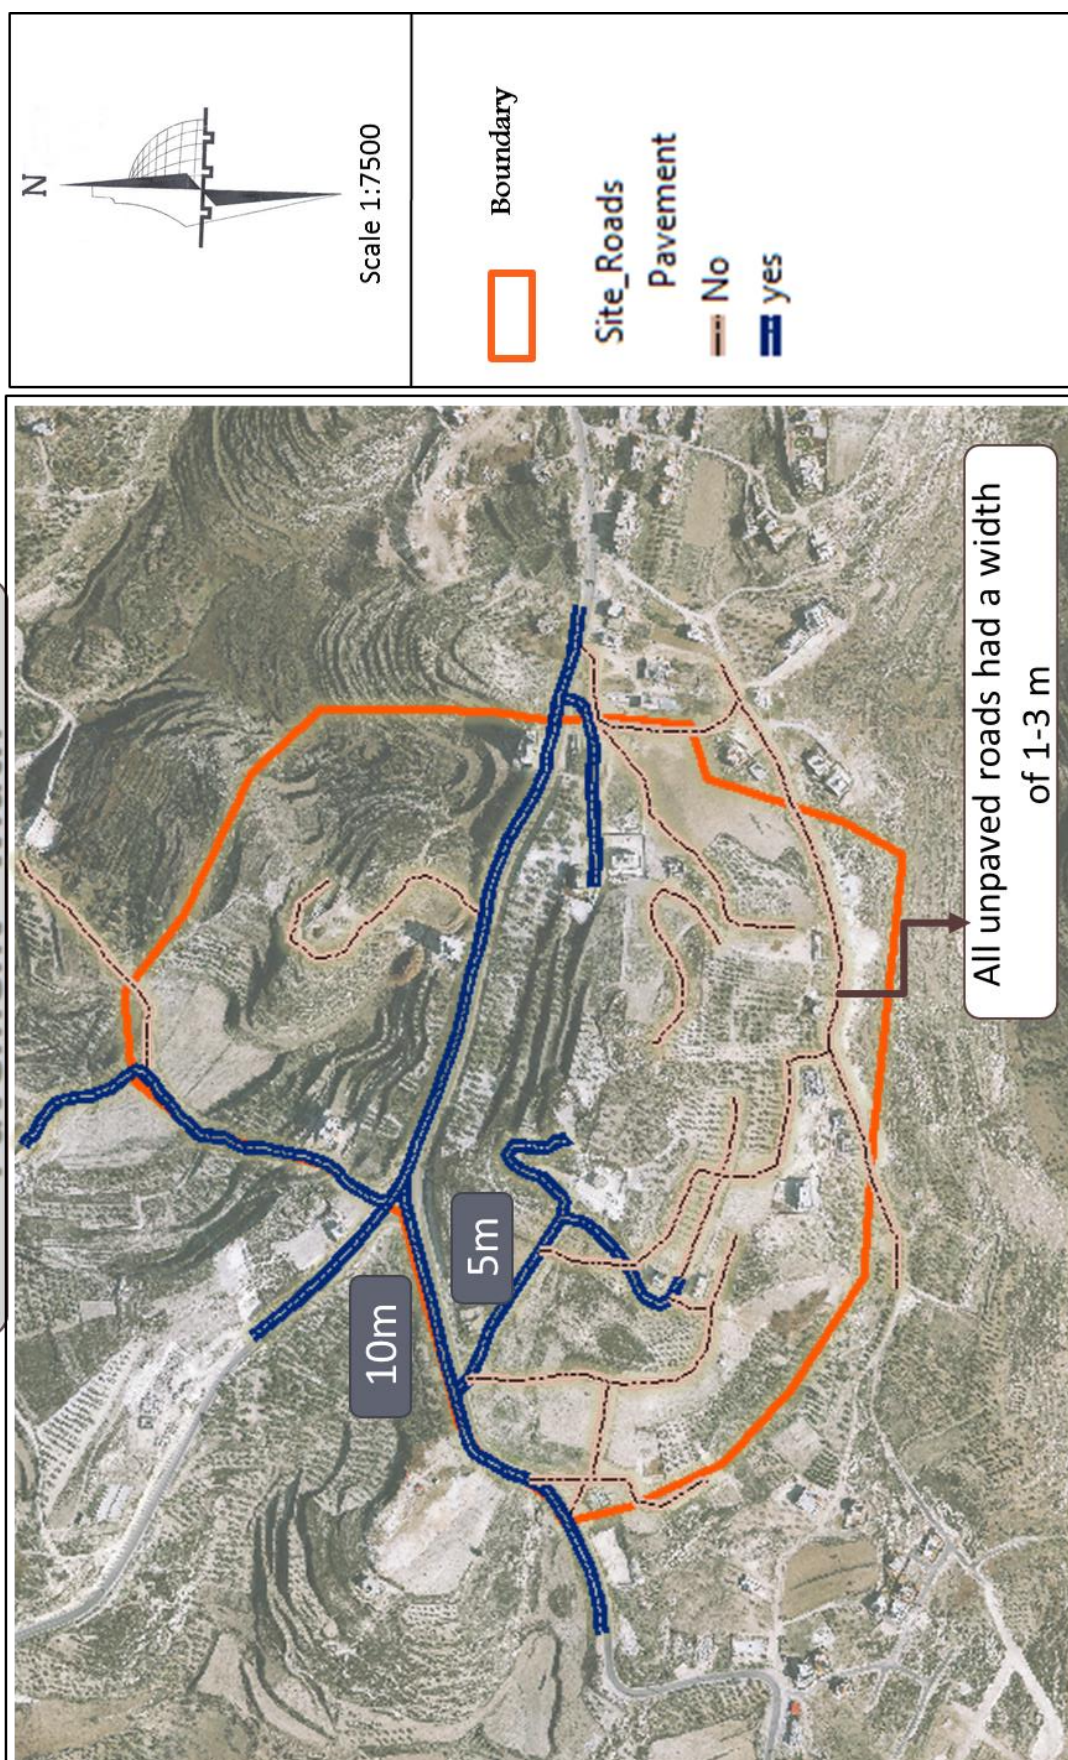 N
Scale 1:7500
Boundary
Site_Roads
Pavement
No
yes
10m
5m
All unpaved roads had a width
of 1-3 m